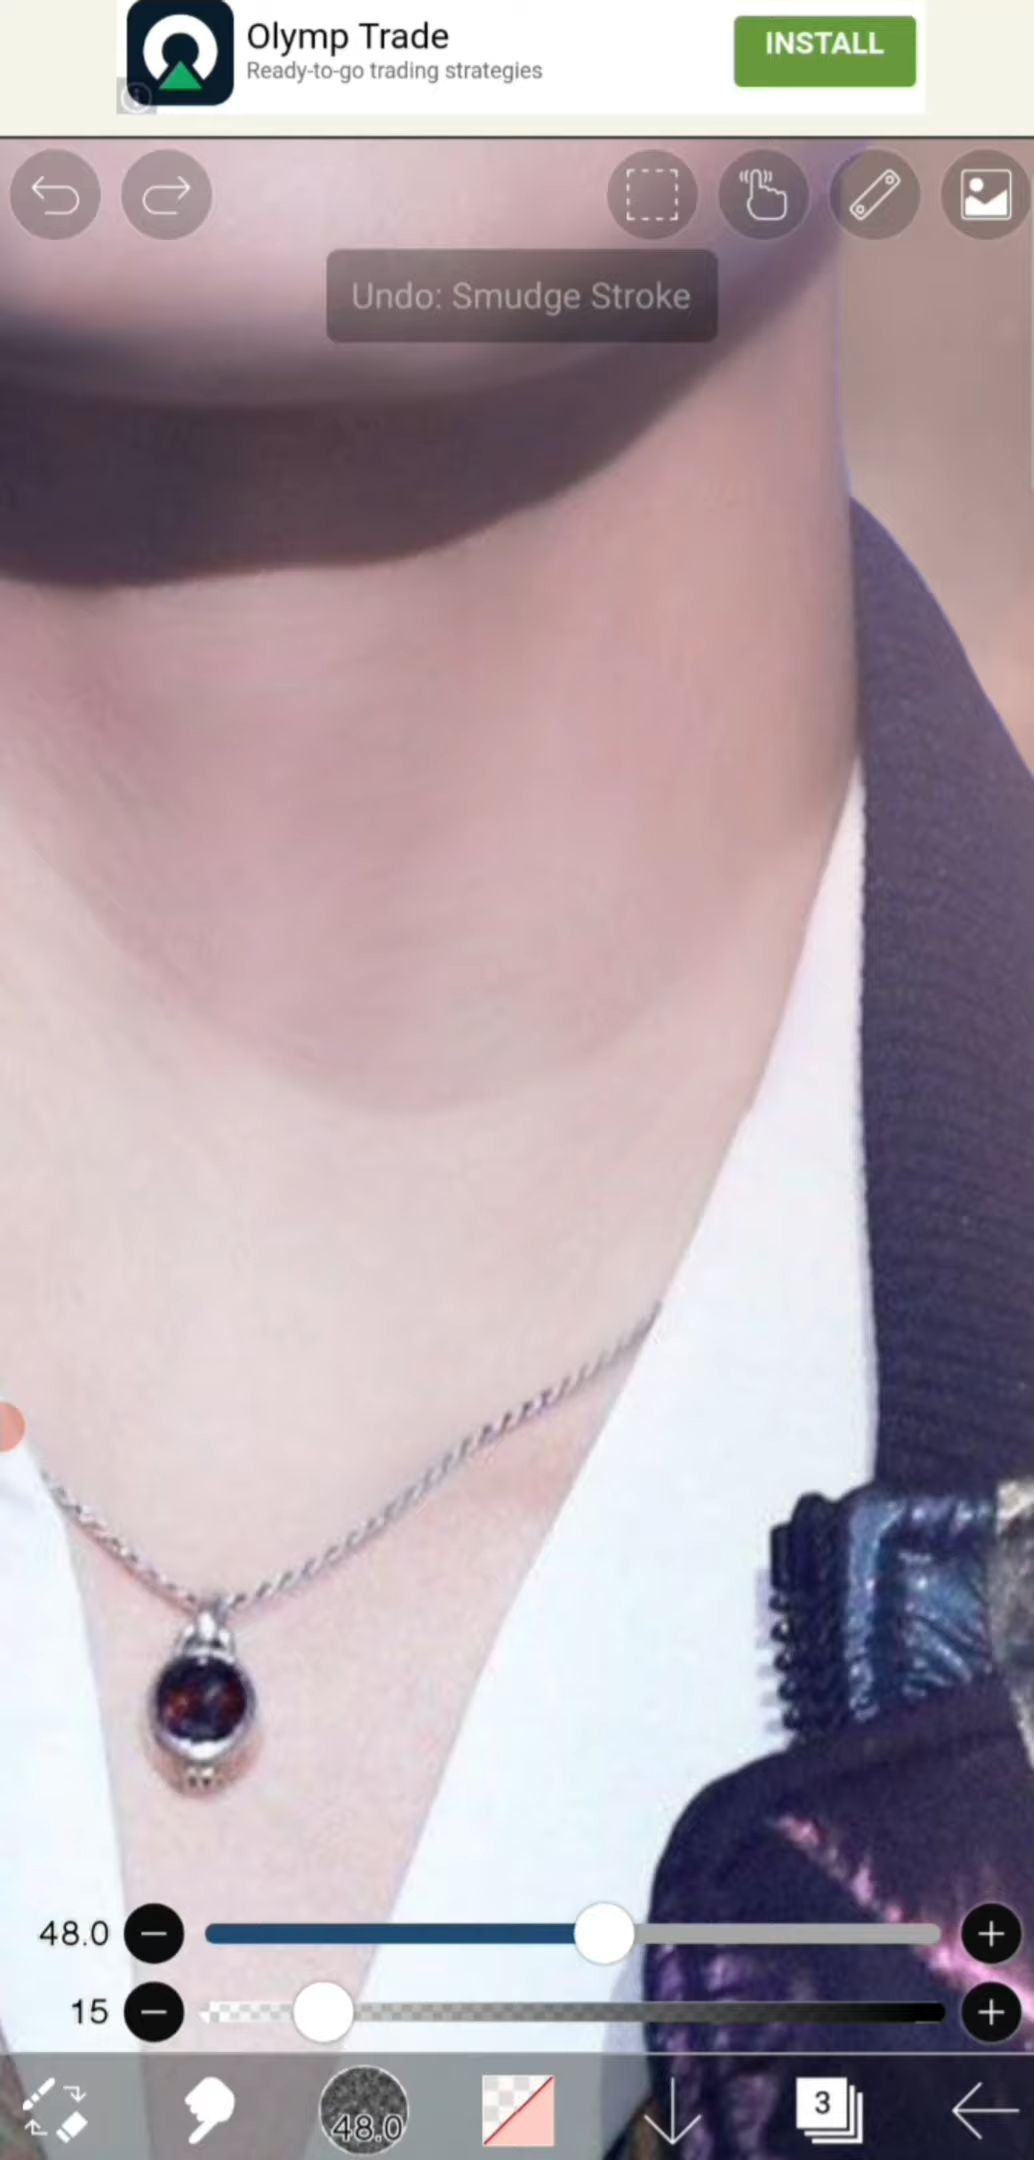 Olymp Trade
Ready-to-go trading strategies
INSTALL
Undo: Smudge Stroke
48.0
15
48.0
3